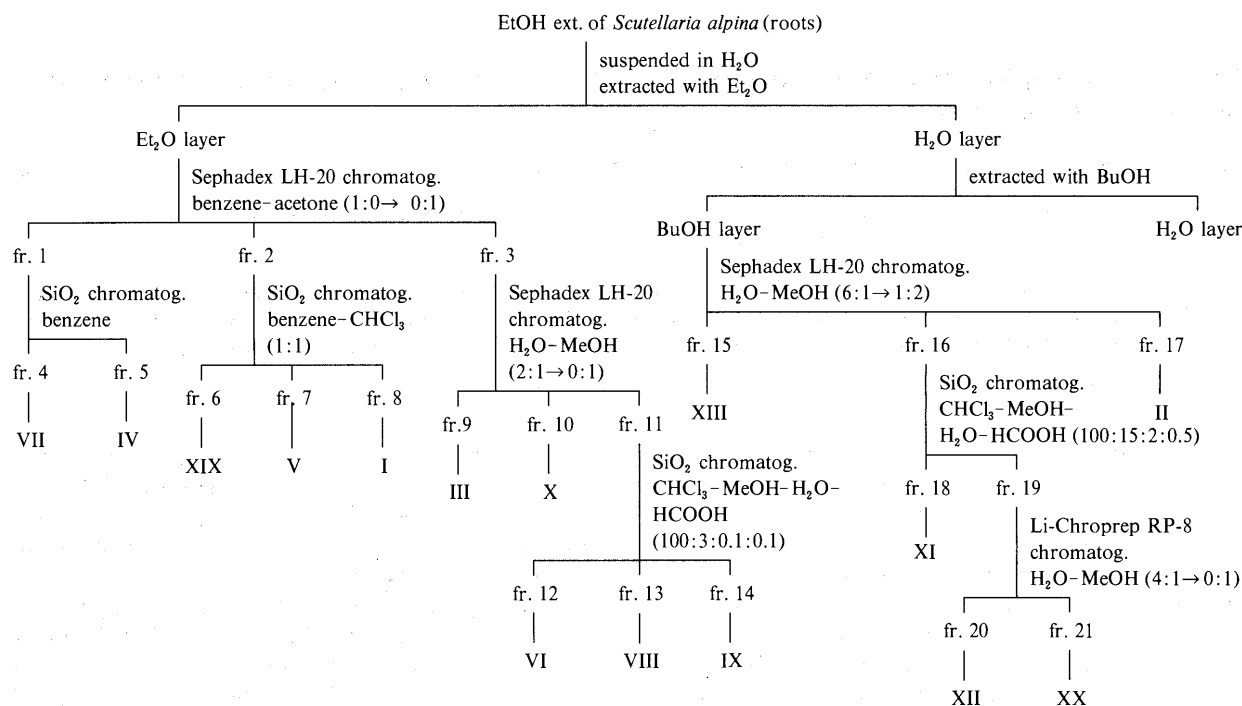 EtOH ext. of Scutellaria alpina (roots)
suspended in H₂O
extracted with Et₂O
Et₂O layer
H₂O layer
Sephadex LH-20 chromatog.
benzene–acetone (1:0→ 0:1)
extracted with BuOH
BuOH layer
H₂O layer
fr. 1
fr. 2
fr. 3
SiO₂ chromatog.
benzene
SiO₂ chromatog.
benzene–CHCl₃
(1:1)
Sephadex LH-20
chromatog.
H₂O–MeOH
(2:1→0:1)
Sephadex LH-20 chromatog.
H₂O–MeOH (6:1→1:2)
fr. 4
fr. 5
VII
IV
fr. 6
fr. 7
fr. 8
XIX
V
I
fr.9
fr. 10
fr. 11
III
X
SiO₂ chromatog.
CHCl₃–MeOH–H₂O–
HCOOH
(100:3:0.1:0.1)
fr. 12
fr. 13
fr. 14
VI
VIII
IX
fr. 15
fr. 16
fr. 17
XIII
II
SiO₂ chromatog.
CHCl₃–MeOH–
H₂O–HCOOH (100:15:2:0.5)
fr. 18
fr. 19
XI
Li-Chroprep RP-8
chromatog.
H₂O–MeOH (4:1→0:1)
fr. 20
fr. 21
XII
XX